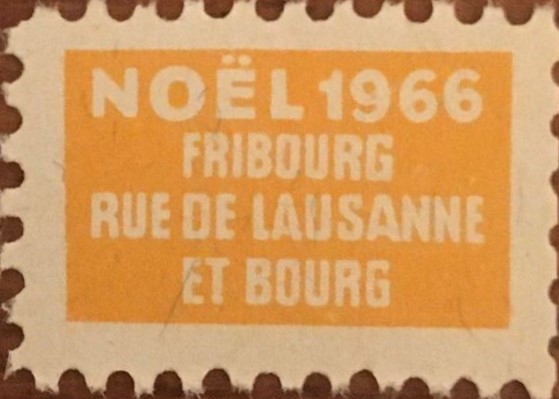 NOËL 1966
FRIBOURG
RUE DE LAUSANNE
ET BOURG